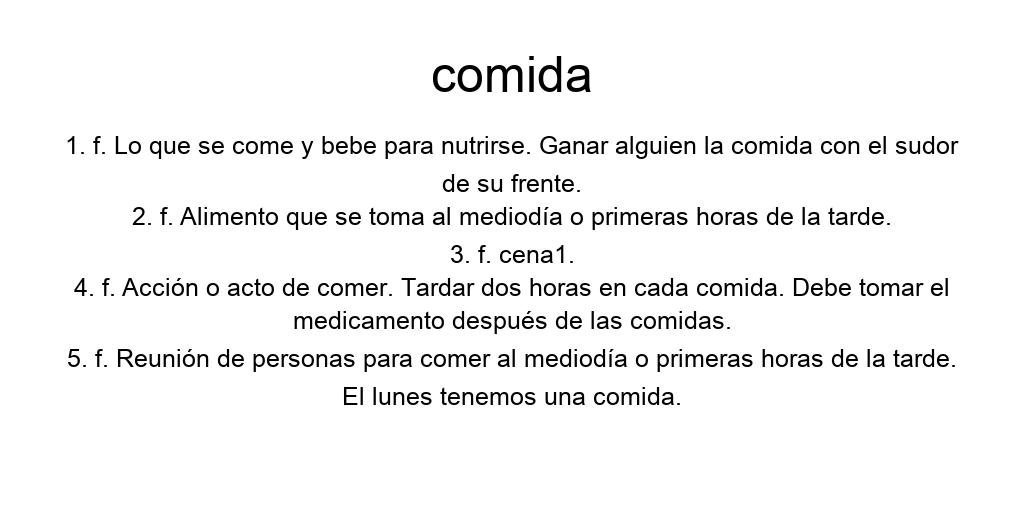 comida
1. f. Lo que se come y bebe para nutrirse. Ganar alguien la comida con el sudor
de su frente.
2. f. Alimento que se toma al mediodía o primeras horas de la tarde.
3. f. cena1.
4. f. Acción o acto de comer. Tardar dos horas en cada comida. Debe tomar el
medicamento después de las comidas.
5. f. Reunión de personas para comer al mediodía o primeras horas de la tarde.
El lunes tenemos una comida.